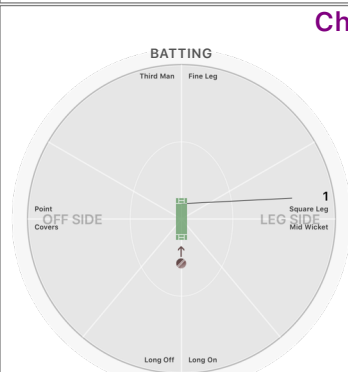 Ch
BATTING
Third Man Fine Leg
1
Point Square Leg
OFF SIDE LEG SIDE
Covers Mid Wicket
Long Off Long On